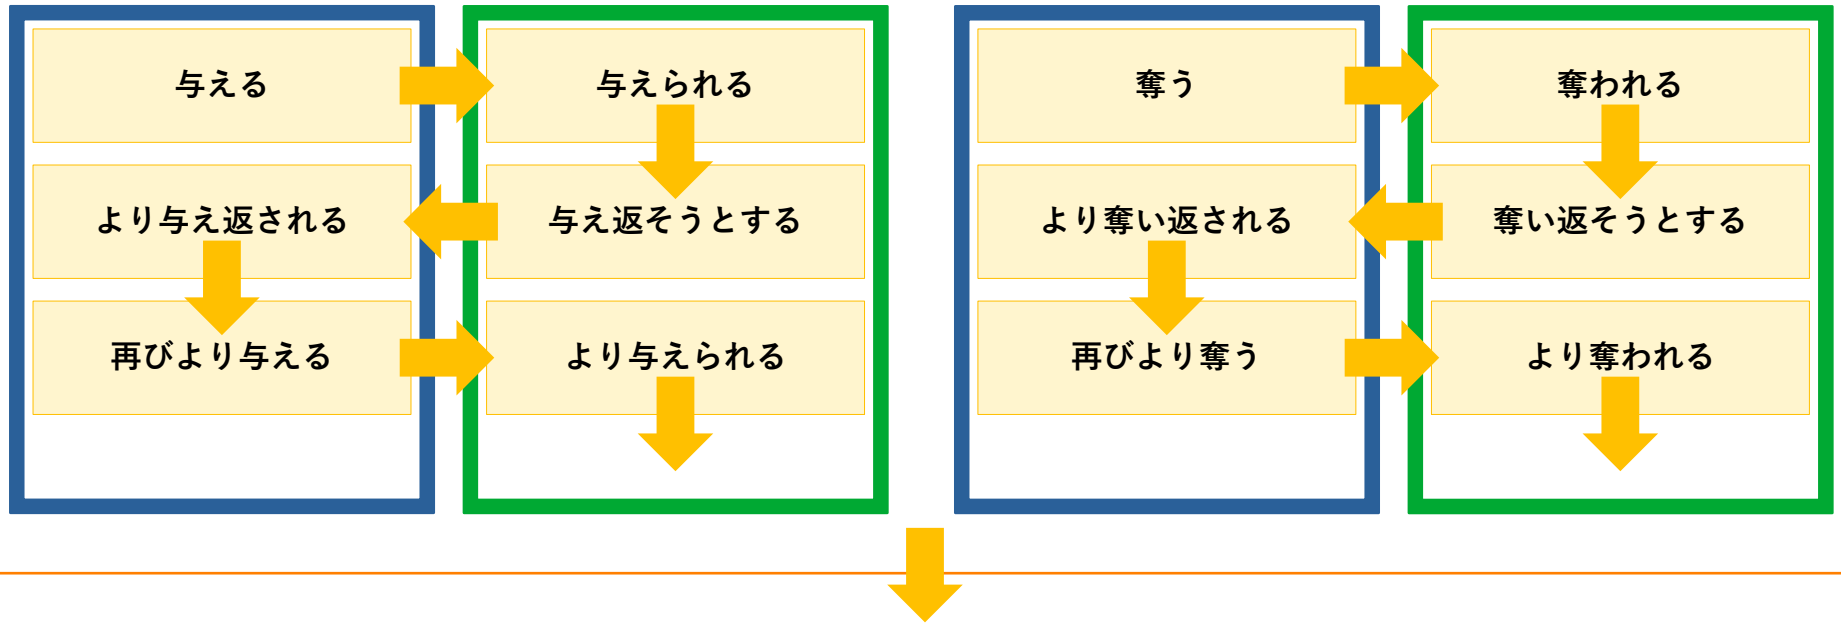 与える
与えられる
より与え返される
与え返そうとする
再びより与える
より与えられる
奪う
奪われる
より奪い返される
奪い返そうとする
再びより奪う
より奪われる